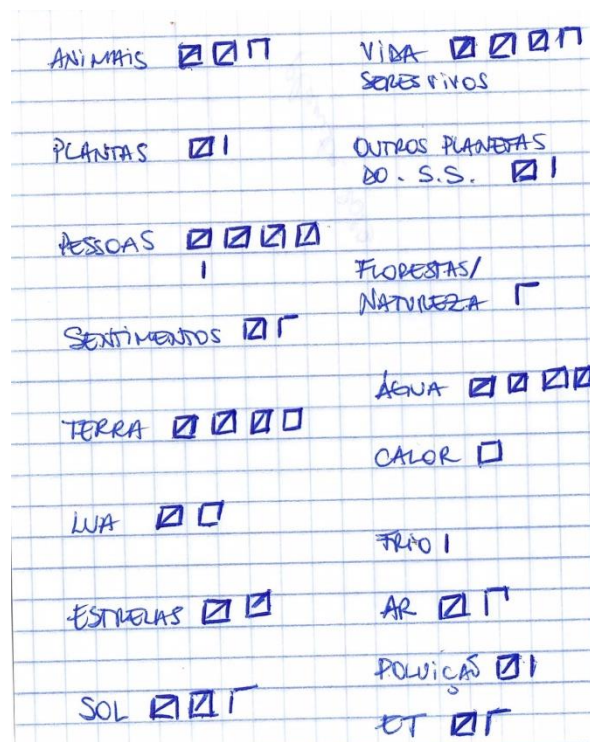 ANIMAIS
PLANTAS
PESSOAS
SENTIMENTOS
TERRA
LUA
ESTRELAS
SOL
VIDA
SERES VIVOS
OUTROS PLANETAS
DO. S.S.
FLORESTAS/
NATUREZA
ÁGUA
CALOR
FRIO
AR
POLUIÇÃO
ET